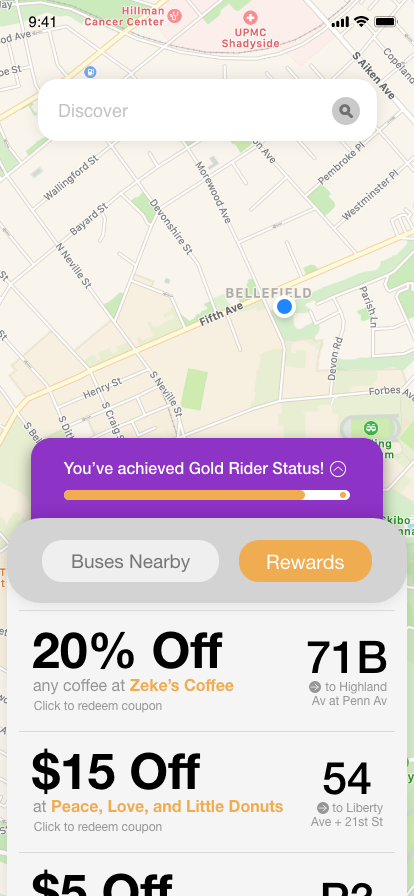 9:41
Hillman
Cancer Center
UPMC
Shadyside
S Aiken Ave
Discover
Wallingford St
Morewood Ave
Pembroke Pl
Westminster Pl
Bayard St
Devonshire St
N Neville St
BELLEFIELD
Fifth Ave
Parish Ln
Devon Rd
Henry St
S Neville St
Forbes Av
S Craig S
You've achieved Gold Rider Status!
Buses Nearby
Rewards
20% Off
71B
any coffee at Zeke's Coffee
to Highland
Av at Penn Av
Click to redeem coupon
$15 Off
54
at Peace, Love, and Little Donuts
to Liberty
Ave + 21st St
Click to redeem coupon
$5 Off
P3